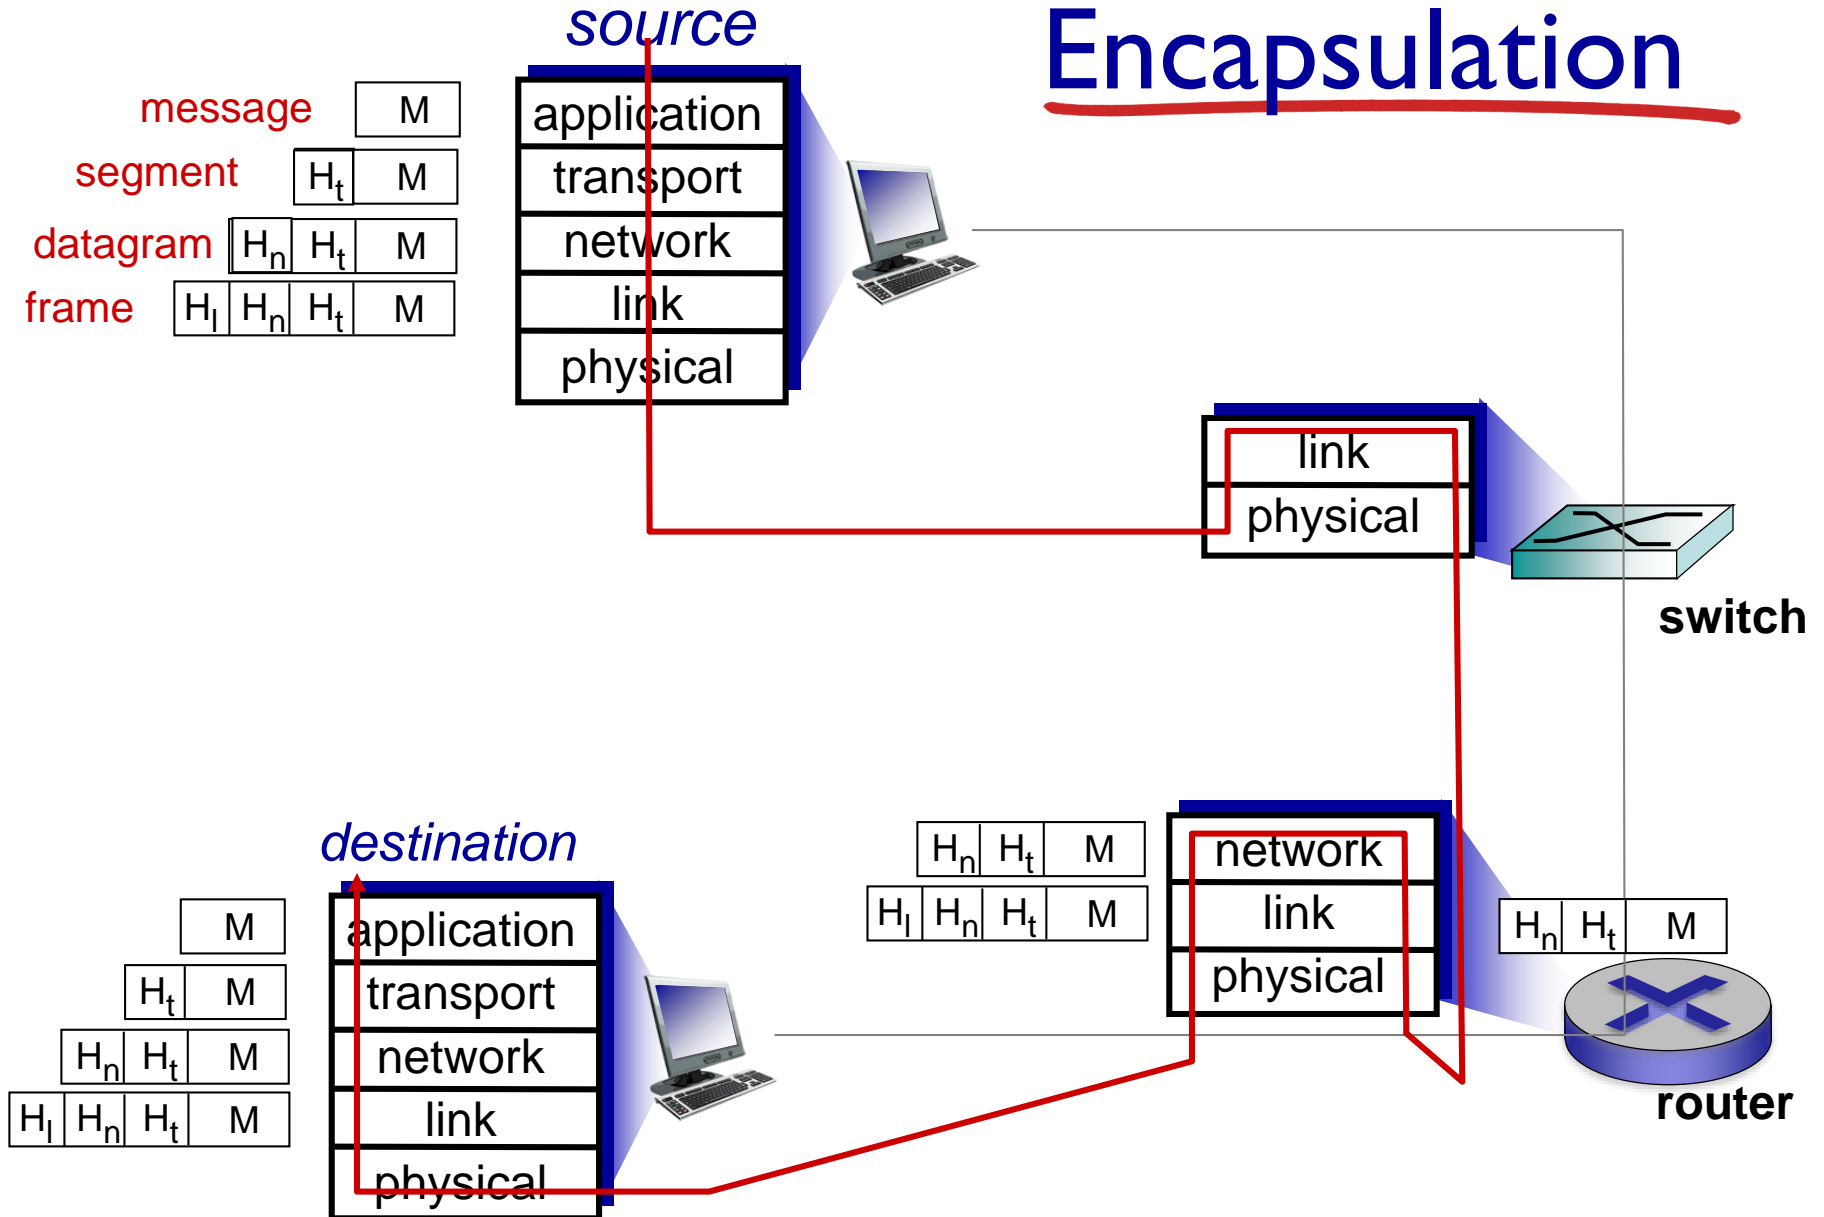 source
Encapsulation
message M
segment Ht M
datagram Hn Ht M
frame Hl Hn Ht M
application
transport
network
link
physical
link
physical
switch
destination
M
Ht M
Hn Ht M
Hl Hn Ht M
application
transport
network
link
physical
Hn Ht M
Hl Hn Ht M
network
link
physical
Hn Ht M
router